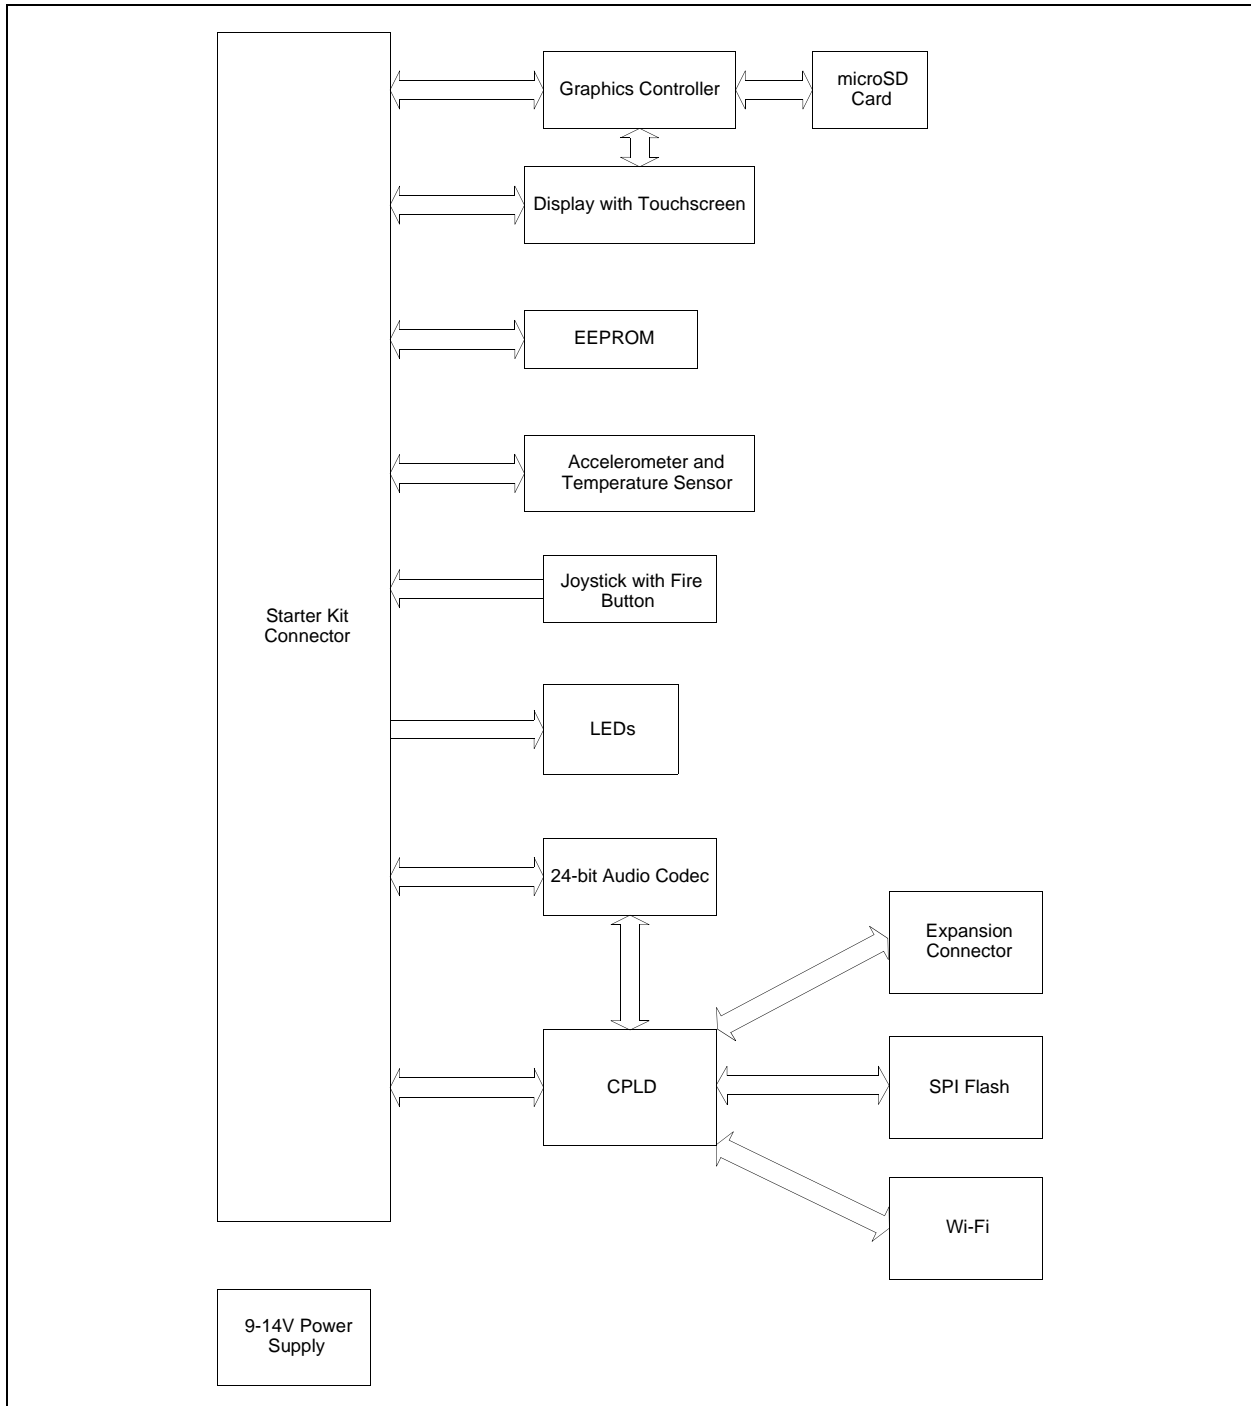 Graphics Controller
microSD
Card
Display with Touchscreen
EEPROM
Accelerometer and
Temperature Sensor
Joystick with Fire
Button
Starter Kit
Connector
LEDs
24-bit Audio Codec
Expansion
Connector
CPLD
SPI Flash
Wi-Fi
9-14V Power
Supply